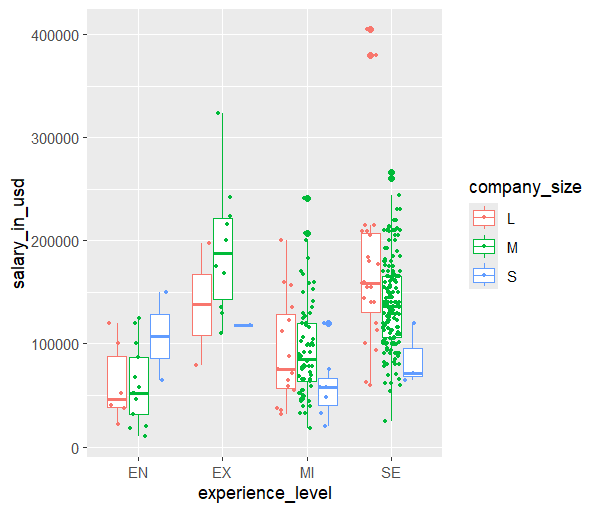 400000
300000
200000
100000
0
salary_in_usd
EN EX MI SE
experience_level
company_size
L
M
S